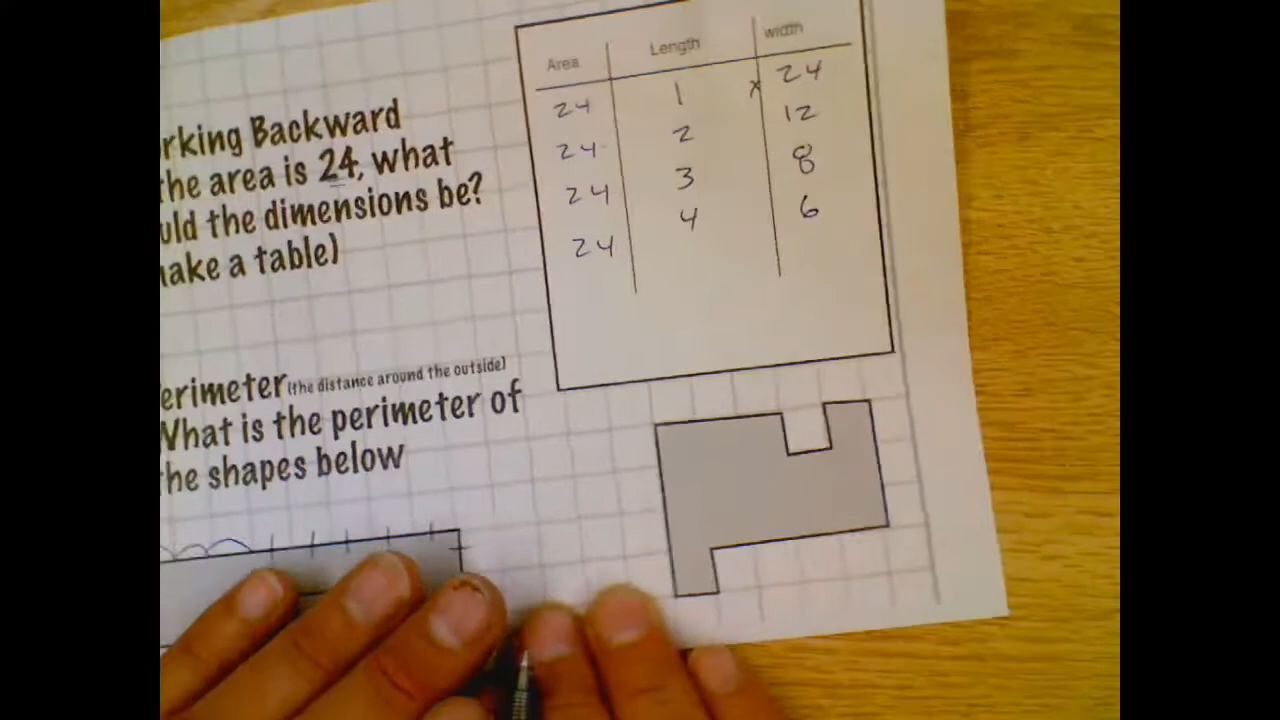 rking Backward
the area is 24, what
uld the dimensions be?
ake a table)
Area Length width
24 1 x 24
24 2 12
24 3 8
24 4 6
erimeter (the distance around the outside)
What is the perimeter of
the shapes below